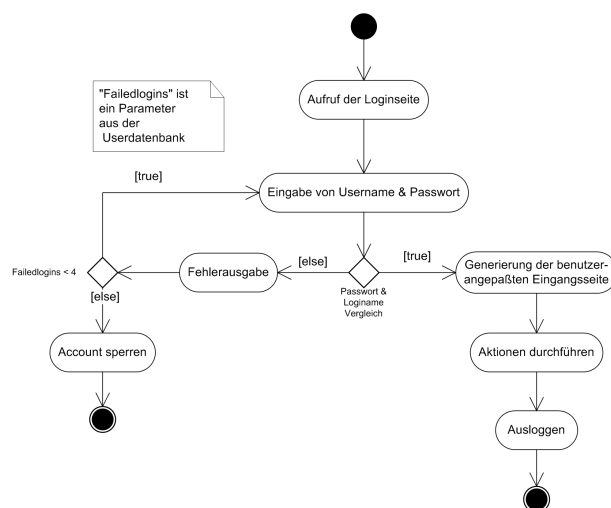 Aufruf der Loginseite
"Failedlogins" ist
ein Parameter
aus der
Userdatenbank
[true]
Eingabe von Username & Passwort
Failedlogins < 4
Fehlerausgabe
[else]
[true]
Passwort &
Loginame
Vergleich
Generierung der benutzer-
angepaßten Eingangsseite
[else]
Account sperren
Aktionen durchführen
Ausloggen